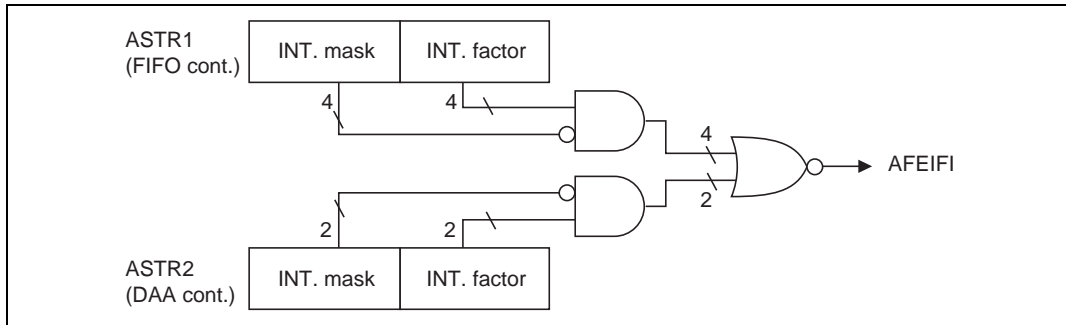 ASTR1
(FIFO cont.)
INT. mask
INT. factor
4
4
4
AFEIFI
2
2
2
ASTR2
(DAA cont.)
INT. mask
INT. factor